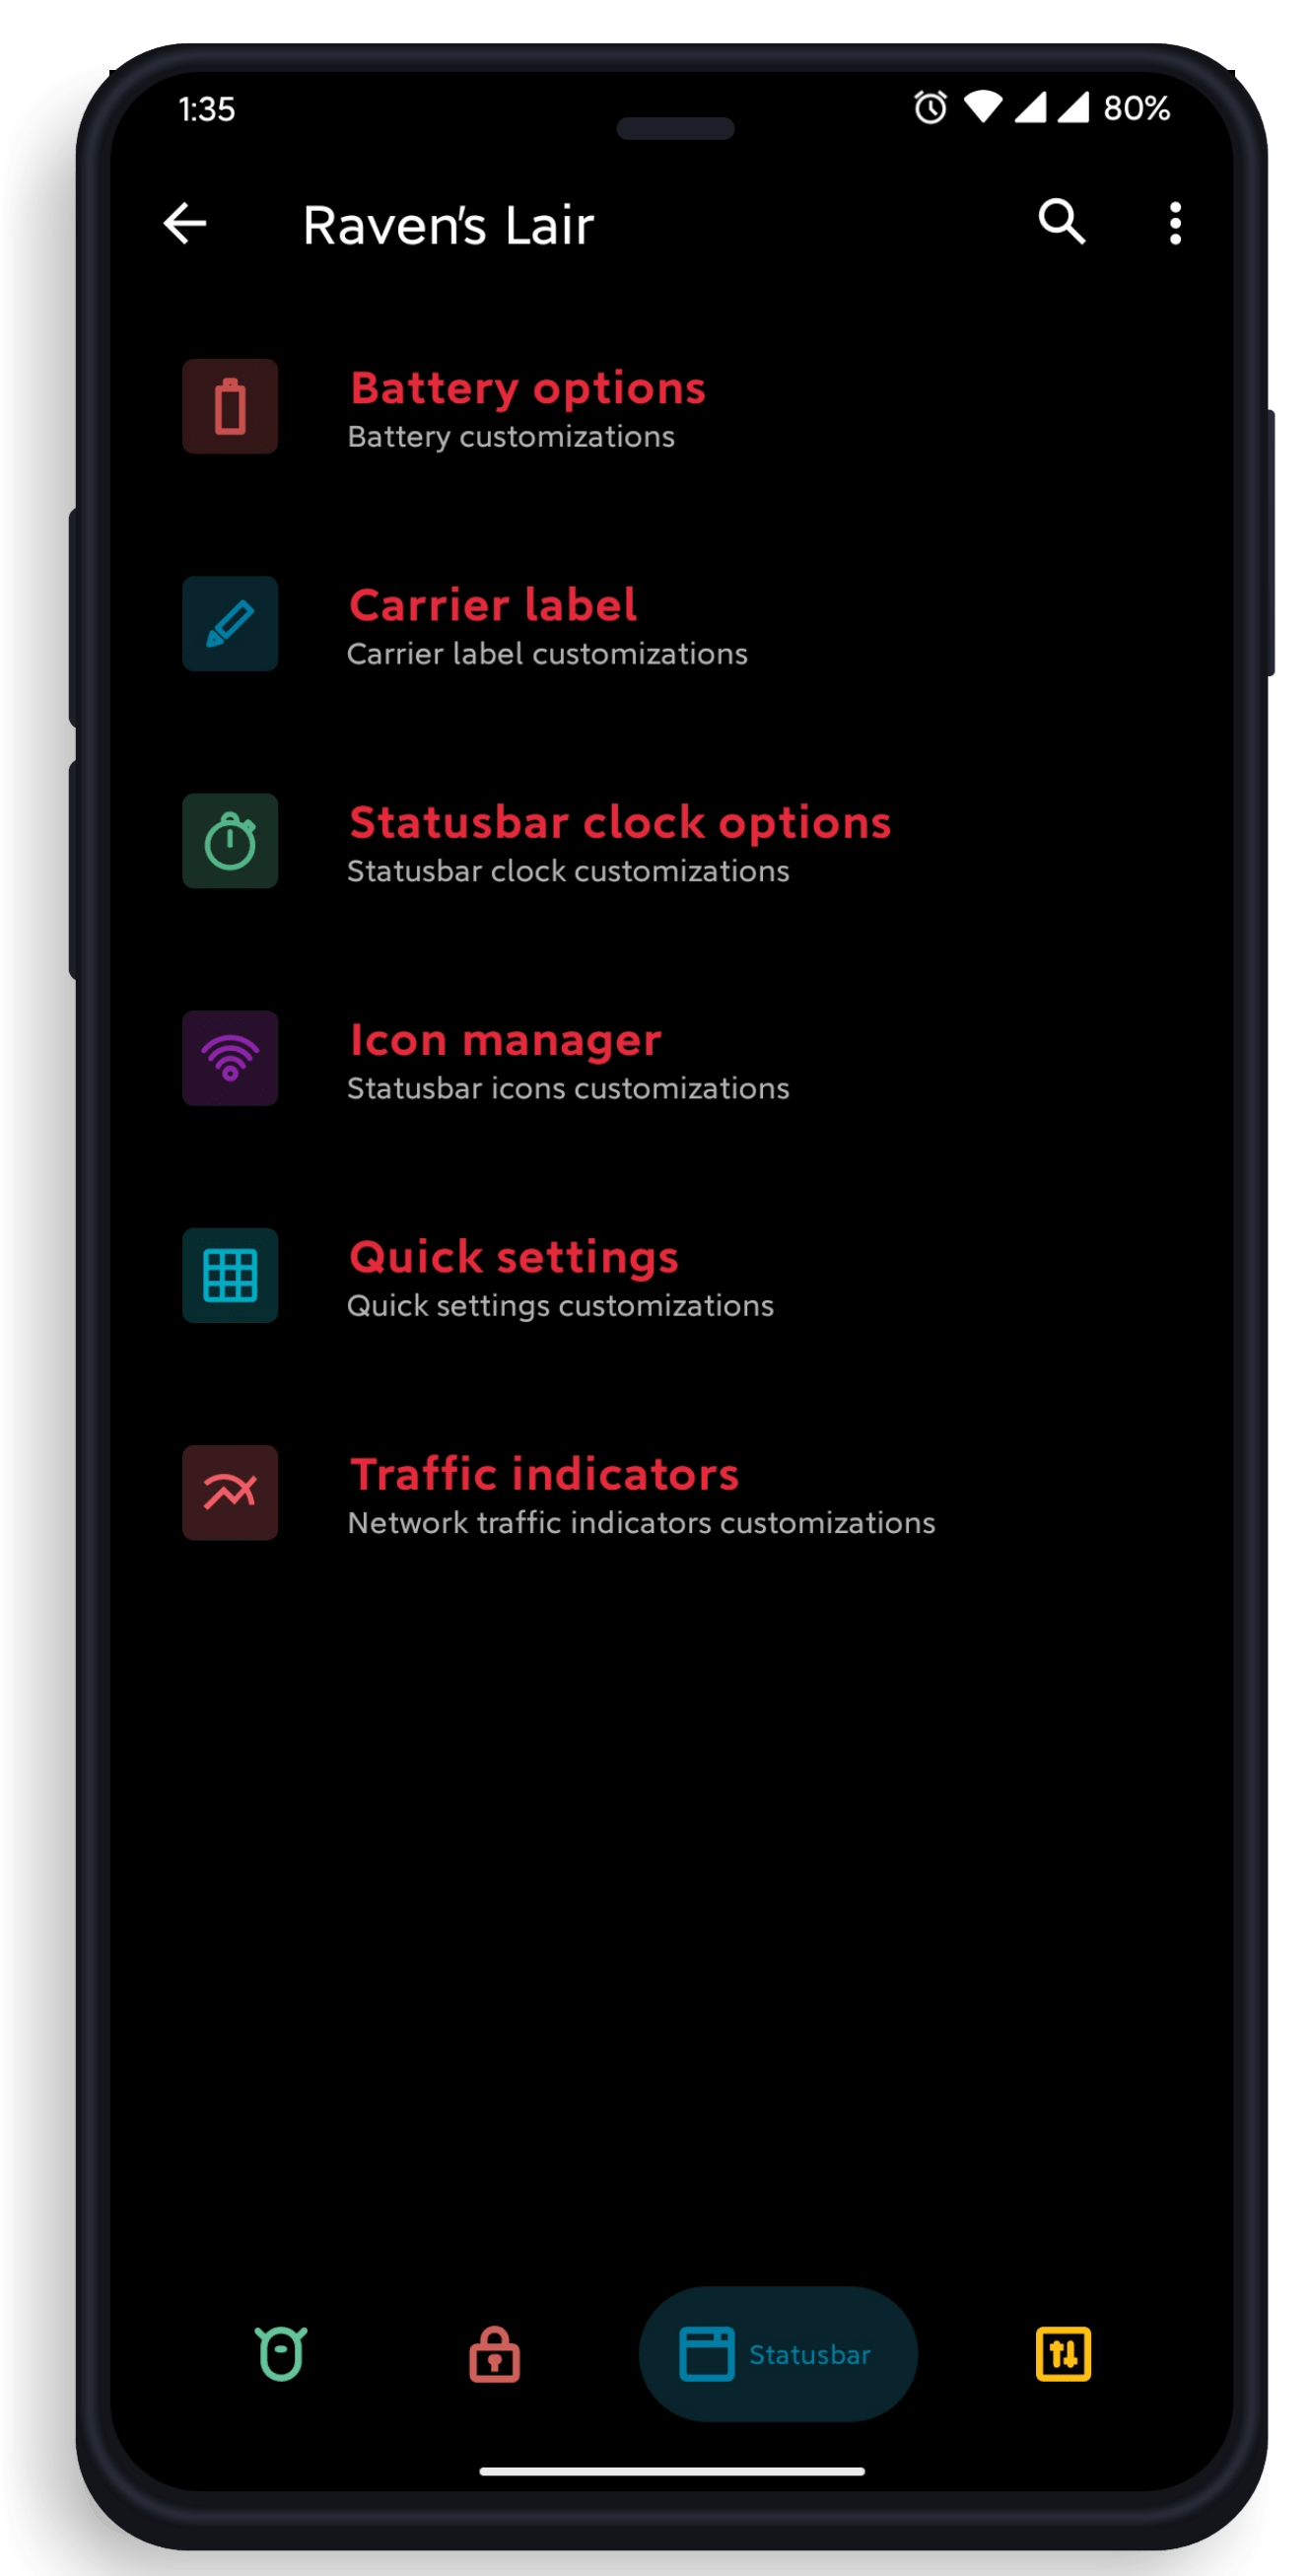 1:35 80%
Raven's Lair
Battery options
Battery customizations
Carrier label
Carrier label customizations
Statusbar clock options
Statusbar clock customizations
Icon manager
Statusbar icons customizations
Quick settings
Quick settings customizations
Traffic indicators
Network traffic indicators customizations
Statusbar